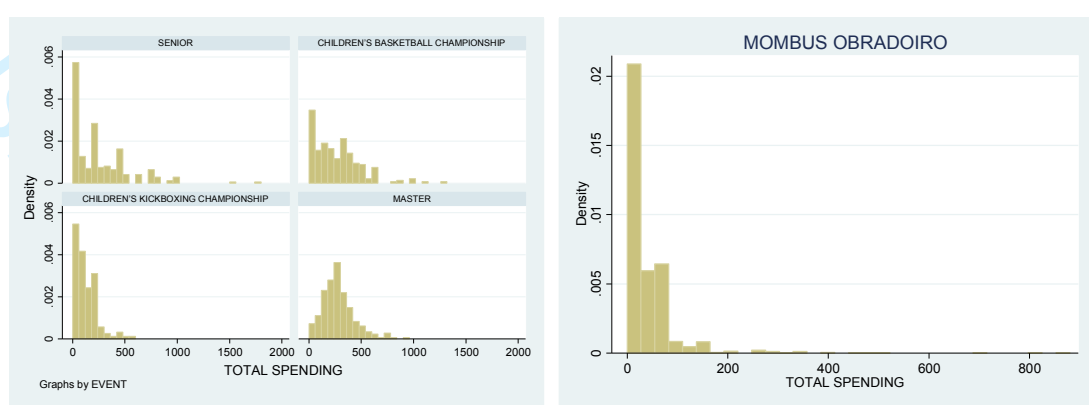 SENIOR
CHILDREN'S BASKETBALL CHAMPIONSHIP
0 .002 .004 .006
CHILDREN'S KICKBOXING CHAMPIONSHIP
MASTER
0 .002 .004 .006
Density
0 500 1000 1500 2000
0 500 1000 1500 2000
TOTAL SPENDING
Graphs by EVENT
MOMBUS OBRADOIRO
0 .005 .01 .015 .02
Density
0 200 400 600 800
TOTAL SPENDING